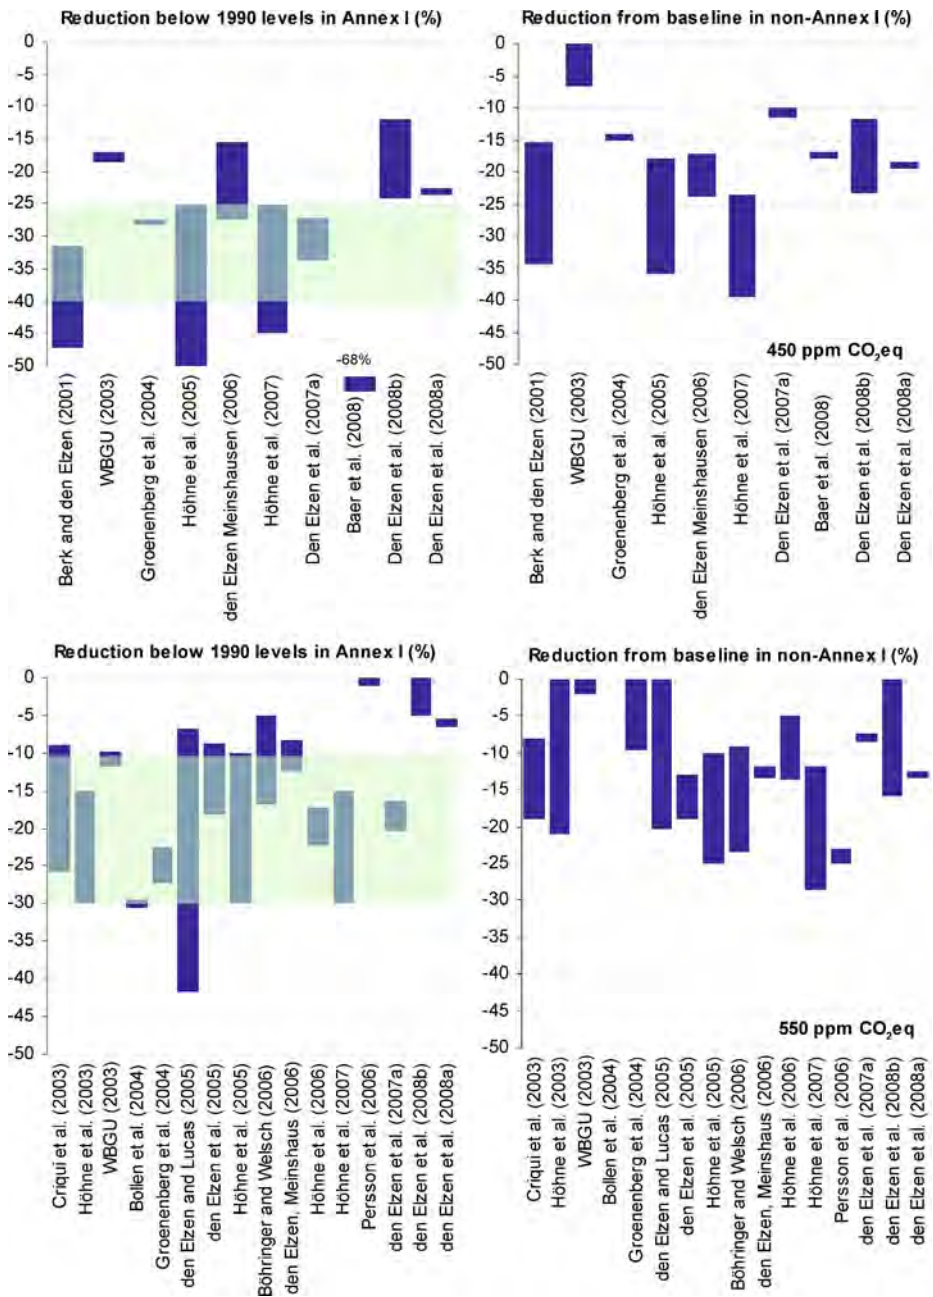 Reduction below 1990 levels in Annex I (%)
0
-5
-10
-15
-20
-25
-30
-35
-40
-45
-50
-68%
Berk and den Elzen (2001)
WBGU (2003)
Groenenberg et al. (2004)
Höhne et al. (2005)
den Elzen Meinshausen (2006)
Höhne et al. (2007)
Den Elzen et al. (2007a)
Baer et al. (2008)
Den Elzen et al. (2008b)
Den Elzen et al. (2008a)
Reduction from baseline in non-Annex I (%)
0
-5
-10
-15
-20
-25
-30
-35
-40
-45
-50
450 ppm CO₂eq
Berk and den Elzen (2001)
WBGU (2003)
Groenenberg et al. (2004)
Höhne et al. (2005)
den Elzen Meinshausen (2006)
Höhne et al. (2007)
Den Elzen et al. (2007a)
Baer et al. (2008)
Den Elzen et al. (2008b)
Den Elzen et al. (2008a)
Reduction below 1990 levels in Annex I (%)
0
-5
-10
-15
-20
-25
-30
-35
-40
-45
-50
Criqui et al. (2003)
Höhne et al. (2003)
WBGU (2003)
Bollen et al. (2004)
Groenenberg et al. (2004)
den Elzen and Lucas (2005)
den Elzen et al. (2005)
Höhne et al. (2005)
Böhringer and Welsch (2006)
den Elzen, Meinshaus (2006)
Höhne et al. (2006)
Höhne et al. (2007)
Persson et al. (2006)
den Elzen et al. (2007a)
den Elzen et al. (2008b)
den Elzen et al. (2008a)
Reduction from baseline in non-Annex I (%)
0
-5
-10
-15
-20
-25
-30
-35
-40
-45
-50
550 ppm CO₂eq
Criqui et al. (2003)
Höhne et al. (2003)
WBGU (2003)
Bollen et al. (2004)
Groenenberg et al. (2004)
den Elzen and Lucas (2005)
den Elzen et al. (2005)
Höhne et al. (2005)
Böhringer and Welsch (2006)
den Elzen, Meinshaus (2006)
Höhne et al. (2006)
Höhne et al. (2007)
Persson et al. (2006)
den Elzen et al. (2007a)
den Elzen et al. (2008b)
den Elzen et al. (2008a)